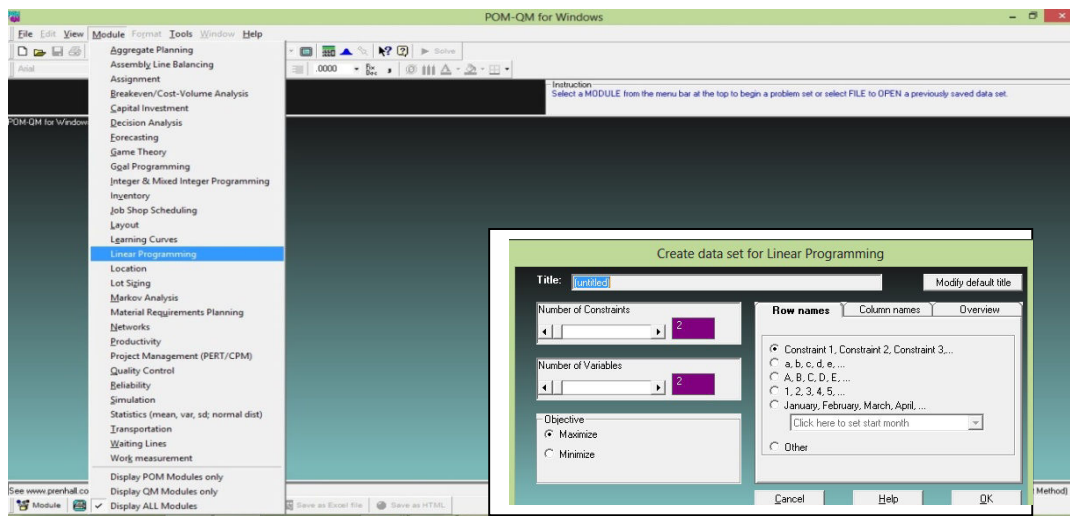 POM-QM for Windows
File Edit View Module Format Tools Window Help
Solve
Arial
.0000
Instruction
Select a MODULE from the menu bar at the top to begin a problem set or select FILE to OPEN a previously saved data set.
POM-QM for Window
Aggregate Planning
Assembly Line Balancing
Assignment
Breakeven/Cost-Volume Analysis
Capital Investment
Decision Analysis
Forecasting
Game Theory
Goal Programming
Integer & Mixed Integer Programming
Inventory
Job Shop Scheduling
Layout
Learning Curves
Linear Programming
Location
Lot Sizing
Markov Analysis
Material Requirements Planning
Networks
Productivity
Project Management (PERT/CPM)
Quality Control
Reliability
Simulation
Statistics (mean, var, sd; normal dist)
Transportation
Waiting Lines
Work measurement
Display POM Modules only
Display QM Modules only
Display ALL Modules
Create data set for Linear Programming
Title: (untitled)
Modify default title
Number of Constraints
2
Number of Variables
2
Objective
Maximize
Minimize
Row names Column names Overview
Constraint 1, Constraint 2, Constraint 3,...
a, b, c, d, e, ...
A, B, C, D, E, ...
1, 2, 3, 4, 5, ...
January, February, March, April, ...
Click here to set start month
Other
Cancel Help OK
See www.prenhall.co
Method)
Module
Save as Excel file Save as HTML